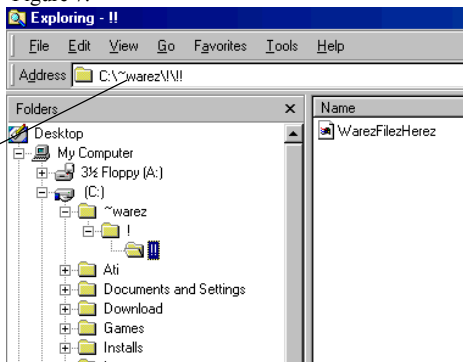 Exploring - !!
File Edit View Go Favorites Tools Help
Address C:\~warez\!\!!
Folders
Name
Desktop
WarezFilezHerez
My Computer
3½ Floppy (A:)
(C:)
~warez
!
!!
Ati
Documents and Settings
Download
Games
Installs